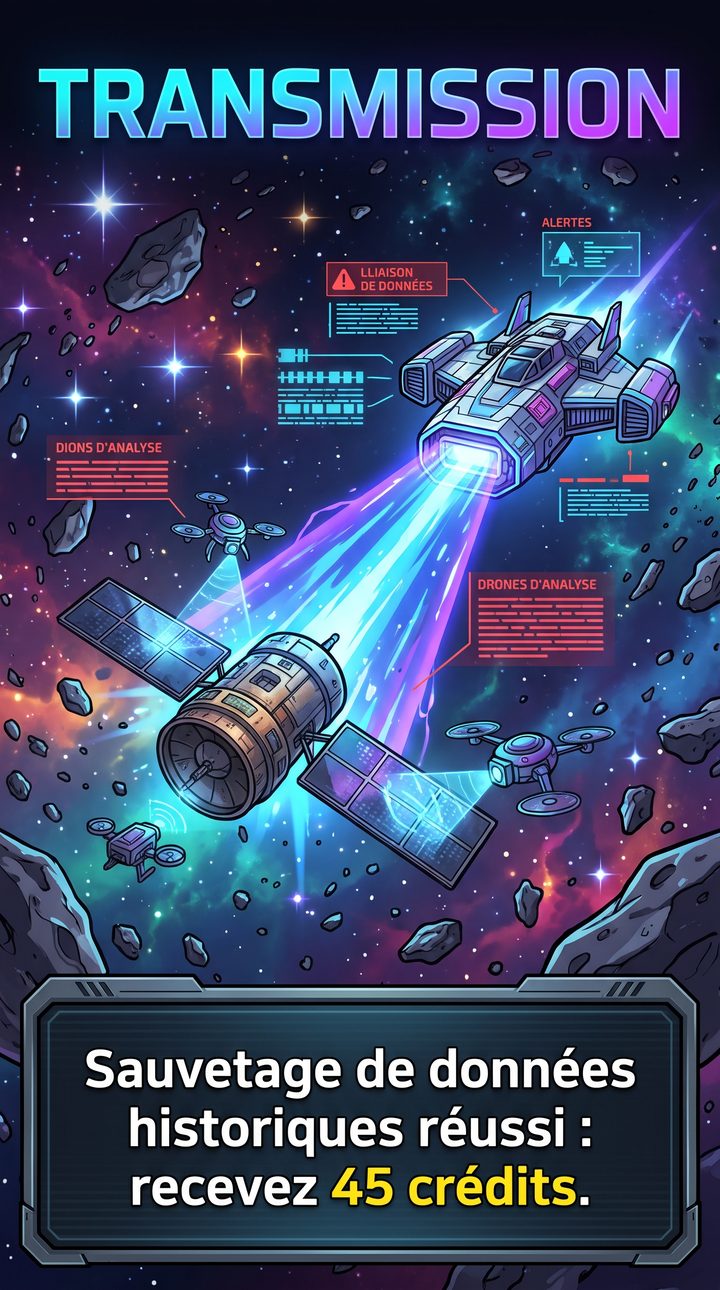 TRANSMISSION
ALERTES
LLIAISON
DE DONNÉES
DIONS D'ANALYSE
DRONES D'ANALYSE
Sauvetage de données
historiques réussi :
recevez 45 crédits.